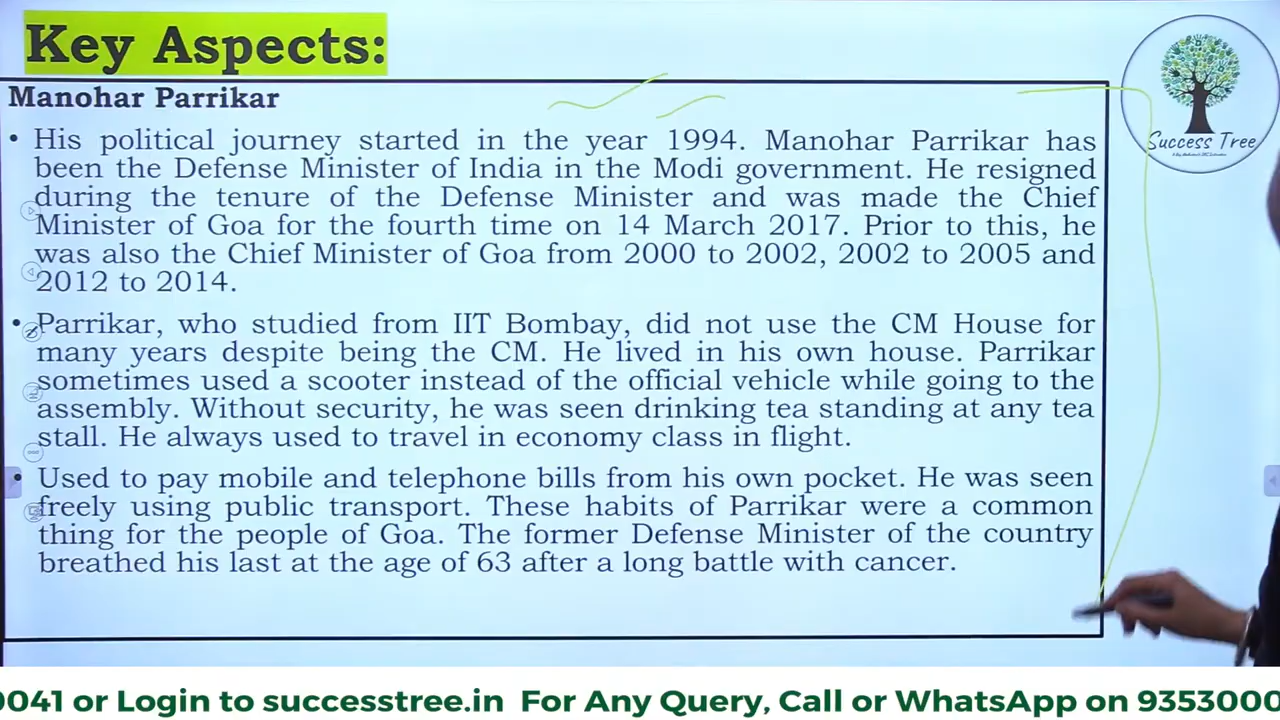 Key Aspects:
Manohar Parrikar
• His political journey started in the year 1994. Manohar Parrikar has
been the Defense Minister of India in the Modi government. He resigned
during the tenure of the Defense Minister and was made the Chief
Minister of Goa for the fourth time on 14 March 2017. Prior to this, he
was also the Chief Minister of Goa from 2000 to 2002, 2002 to 2005 and
2012 to 2014.
• Parrikar, who studied from IIT Bombay, did not use the CM House for
many years despite being the CM. He lived in his own house. Parrikar
sometimes used a scooter instead of the official vehicle while going to the
assembly. Without security, he was seen drinking tea standing at any tea
stall. He always used to travel in economy class in flight.
• Used to pay mobile and telephone bills from his own pocket. He was seen
freely using public transport. These habits of Parrikar were a common
thing for the people of Goa. The former Defense Minister of the country
breathed his last at the age of 63 after a long battle with cancer.
Success Tree
0041 or Login to successtree.in For Any Query, Call or WhatsApp on 9353000